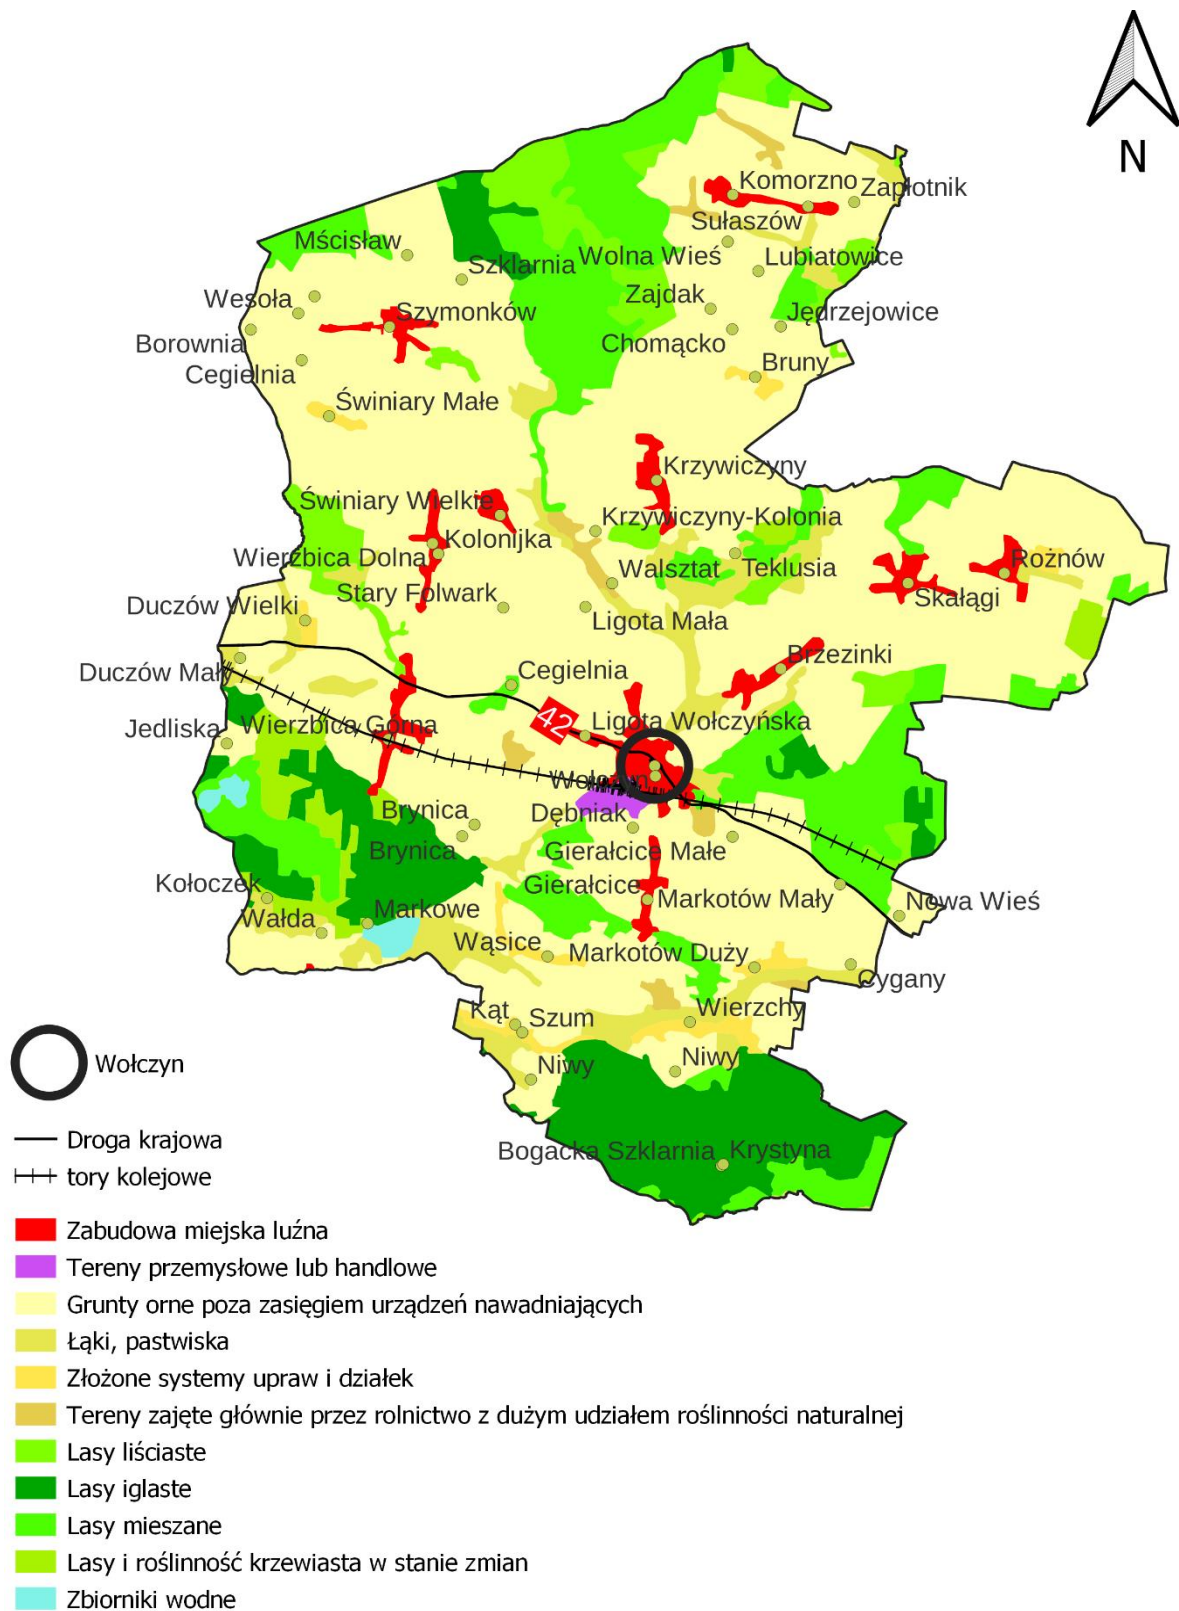 N
Komorzno
Zapłotnik
Sułaszów
Mścisław
Wolna Wieś
Lubiatowice
Szklarnia
Wesoła
Zajdak
Szymonków
Jędrzejowice
Borownia
Chomącko
Cegielnia
Bruny
Świniary Małe
Krzywiczyny
Świniary Wielkie
Krzywiczyny-Kolonia
Kolonijka
Wierzbica Dolna
Walsztat
Teklusia
Rożnów
Stary Folwark
Skałągi
Duczów Wielki
Ligota Mała
Brzezinki
Duczów Mały
Cegielnia
42
Ligota Wołczyńska
Jedliska
Wierzbica Górna
Wołczyn
Brynica
Dębniak
Brynica
Gierałcice Małe
Kołoczek
Gierałcice
Markotów Mały
Nowa Wieś
Wałda
Markowe
Wąsice
Markotów Duży
Cygany
Kąt
Szum
Wierzchy
Niwy
Niwy
Bogacka Szklarnia
Krystyna
Wołczyn
Droga krajowa
tory kolejowe
Zabudowa miejska luźna
Tereny przemysłowe lub handlowe
Grunty orne poza zasięgiem urządzeń nawadniających
Łąki, pastwiska
Złożone systemy upraw i działek
Tereny zajęte głównie przez rolnictwo z dużym udziałem roślinności naturalnej
Lasy liściaste
Lasy iglaste
Lasy mieszane
Lasy i roślinność krzewiasta w stanie zmian
Zbiorniki wodne